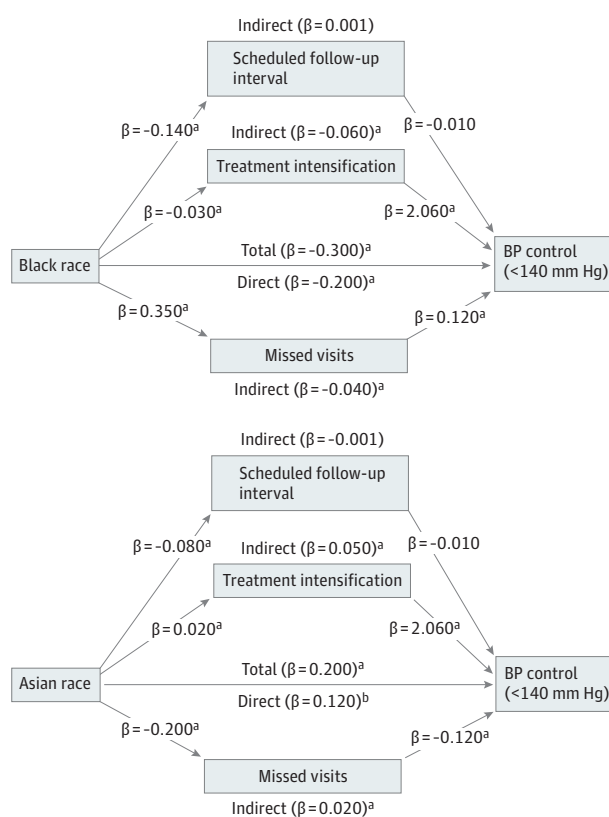 Indirect (β=0.001)
Scheduled follow-up
interval
β=-0.140ᵃ
β=-0.010
Indirect (β=-0.060)ᵃ
Treatment intensification
β=-0.030ᵃ
β=2.060ᵃ
Black race
Total (β=-0.300)ᵃ
Direct (β=-0.200)ᵃ
BP control
(<140 mm Hg)
β=0.350ᵃ
β=0.120ᵃ
Missed visits
Indirect (β=-0.040)ᵃ
Indirect (β=-0.001)
Scheduled follow-up
interval
β=-0.080ᵃ
β=-0.010
Indirect (β=0.050)ᵃ
Treatment intensification
β=0.020ᵃ
β=2.060ᵃ
Asian race
Total (β=0.200)ᵃ
Direct (β=0.120)ᵇ
BP control
(<140 mm Hg)
β=-0.200ᵃ
β=-0.120ᵃ
Missed visits
Indirect (β=0.020)ᵃ